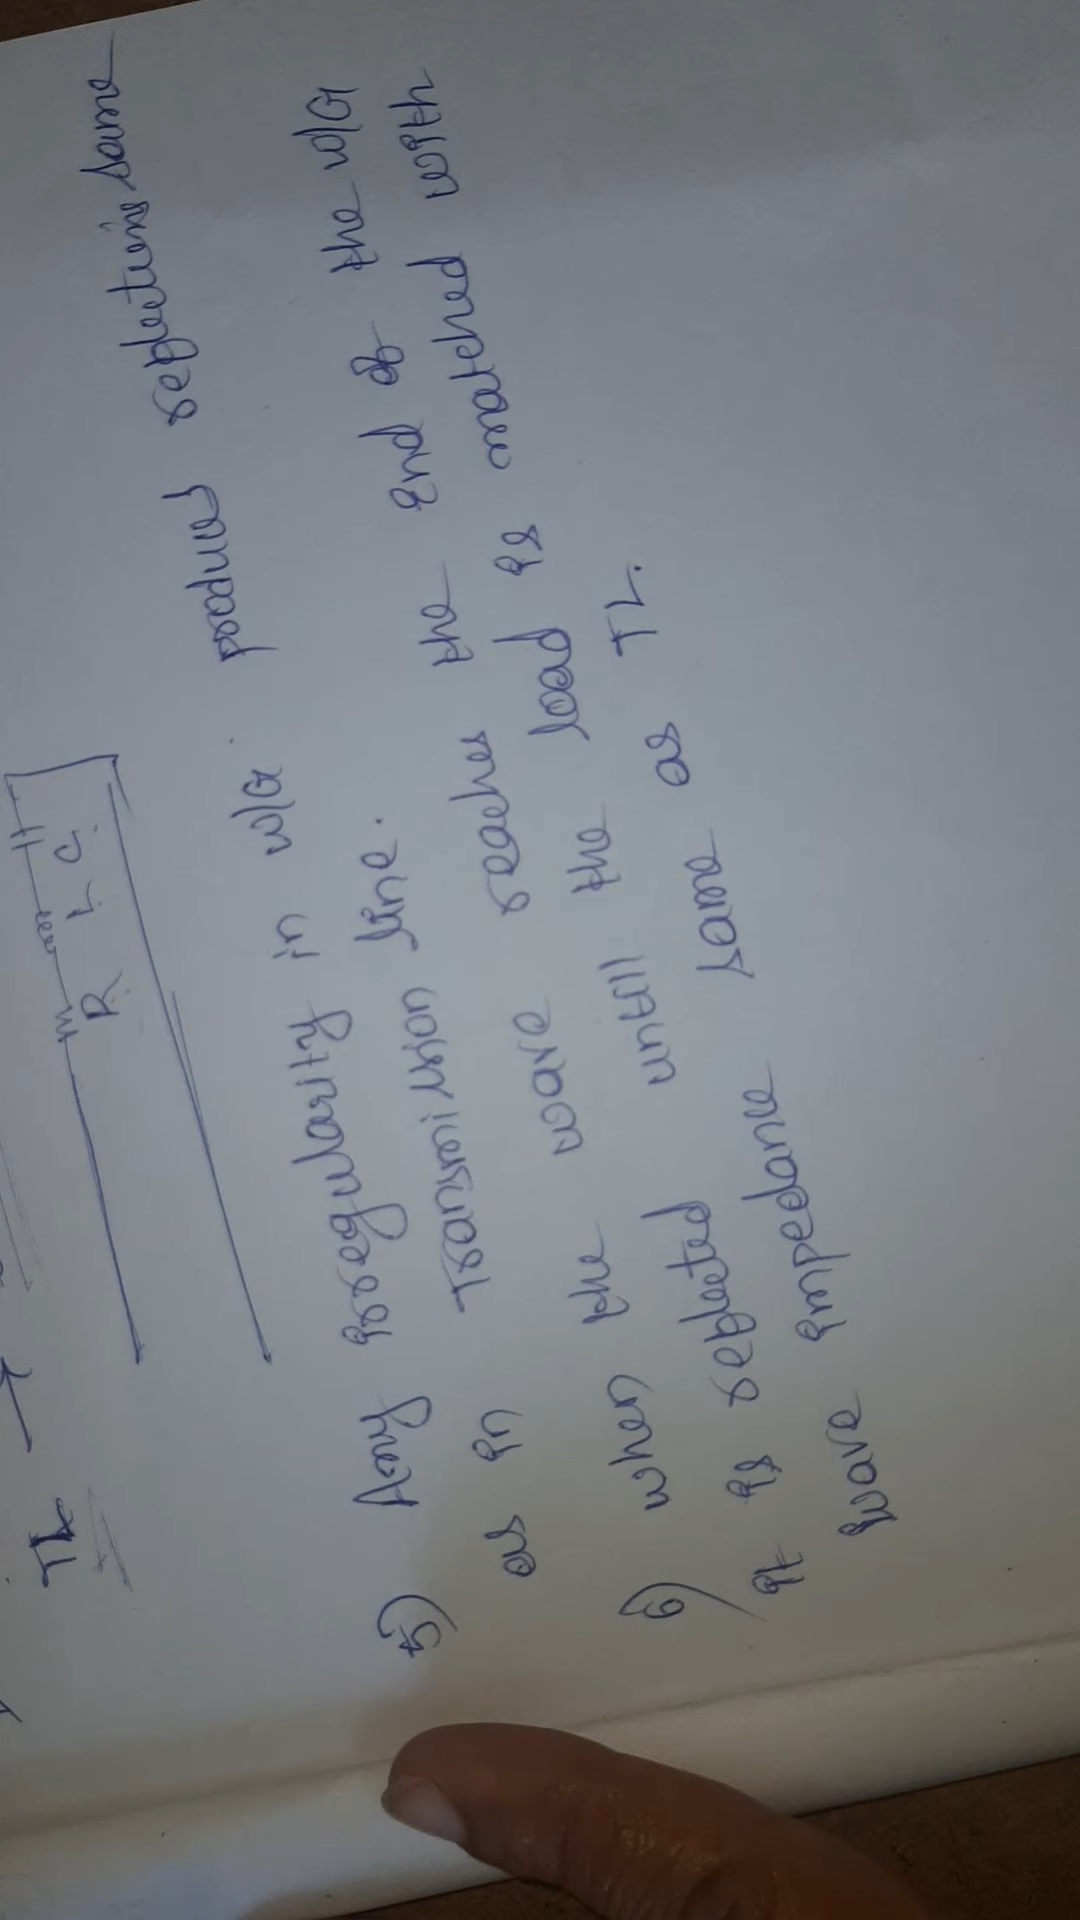 TL
R L C
5) Any irregularity in W/G produces reflections same
as in Transmission line.
6) when the wave reaches the end of the W/G
it is reflected untill the load is matched with
wave impedance same as TL.